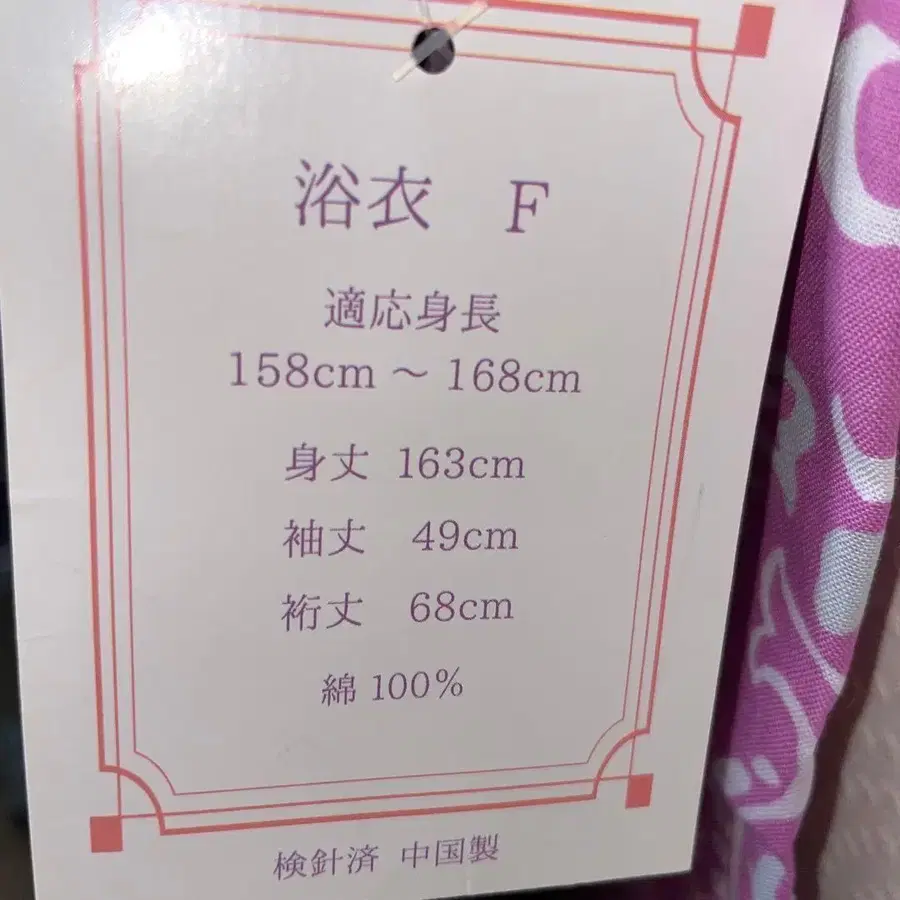 浴衣 F
適応身長
158cm ～ 168cm
身丈 163cm
袖丈 49cm
裄丈 68cm
綿 100%
検針済 中国製